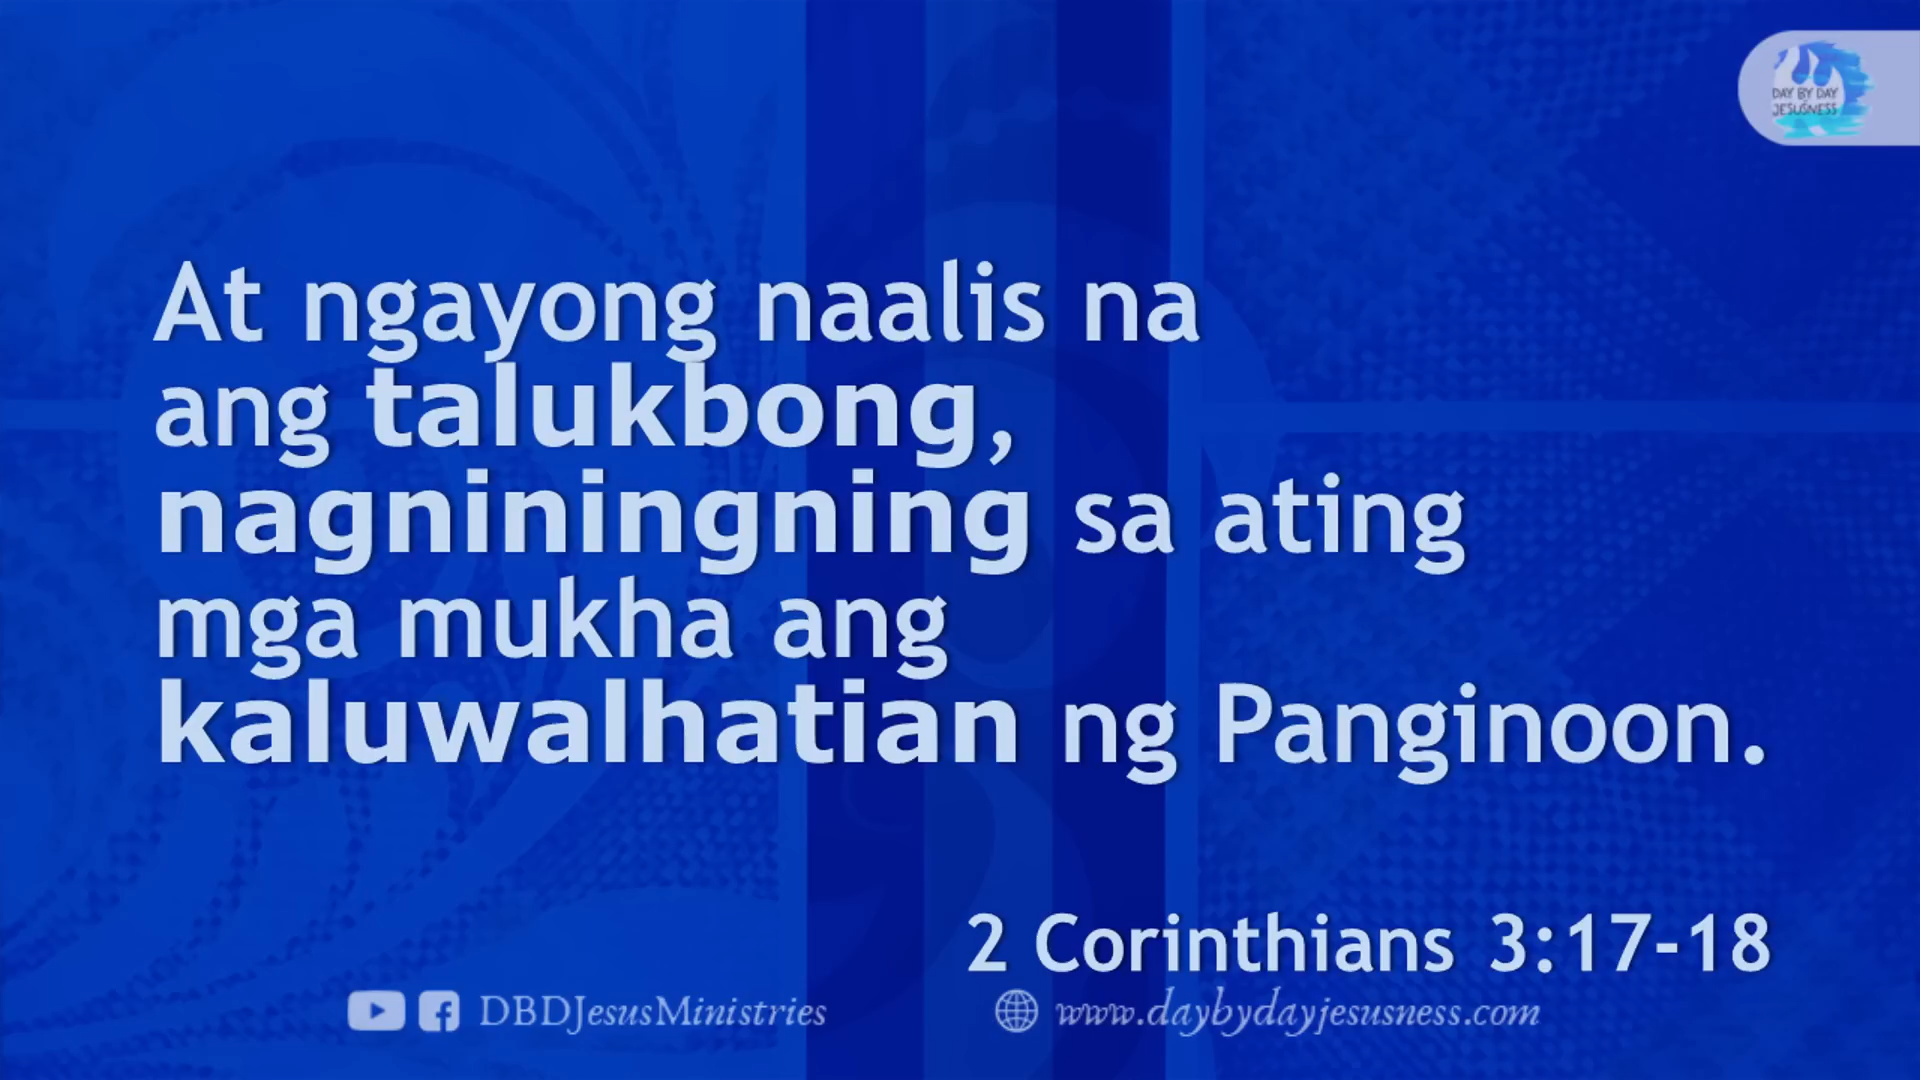 DAY BY DAY
JESUSNESS
At ngayong naalis na
ang talukbong,
nagniningning sa ating
mga mukha ang
kaluwalhatian ng Panginoon.
2 Corinthians 3:17-18
DBDJesusMinistries
www.daybydayjesusness.com